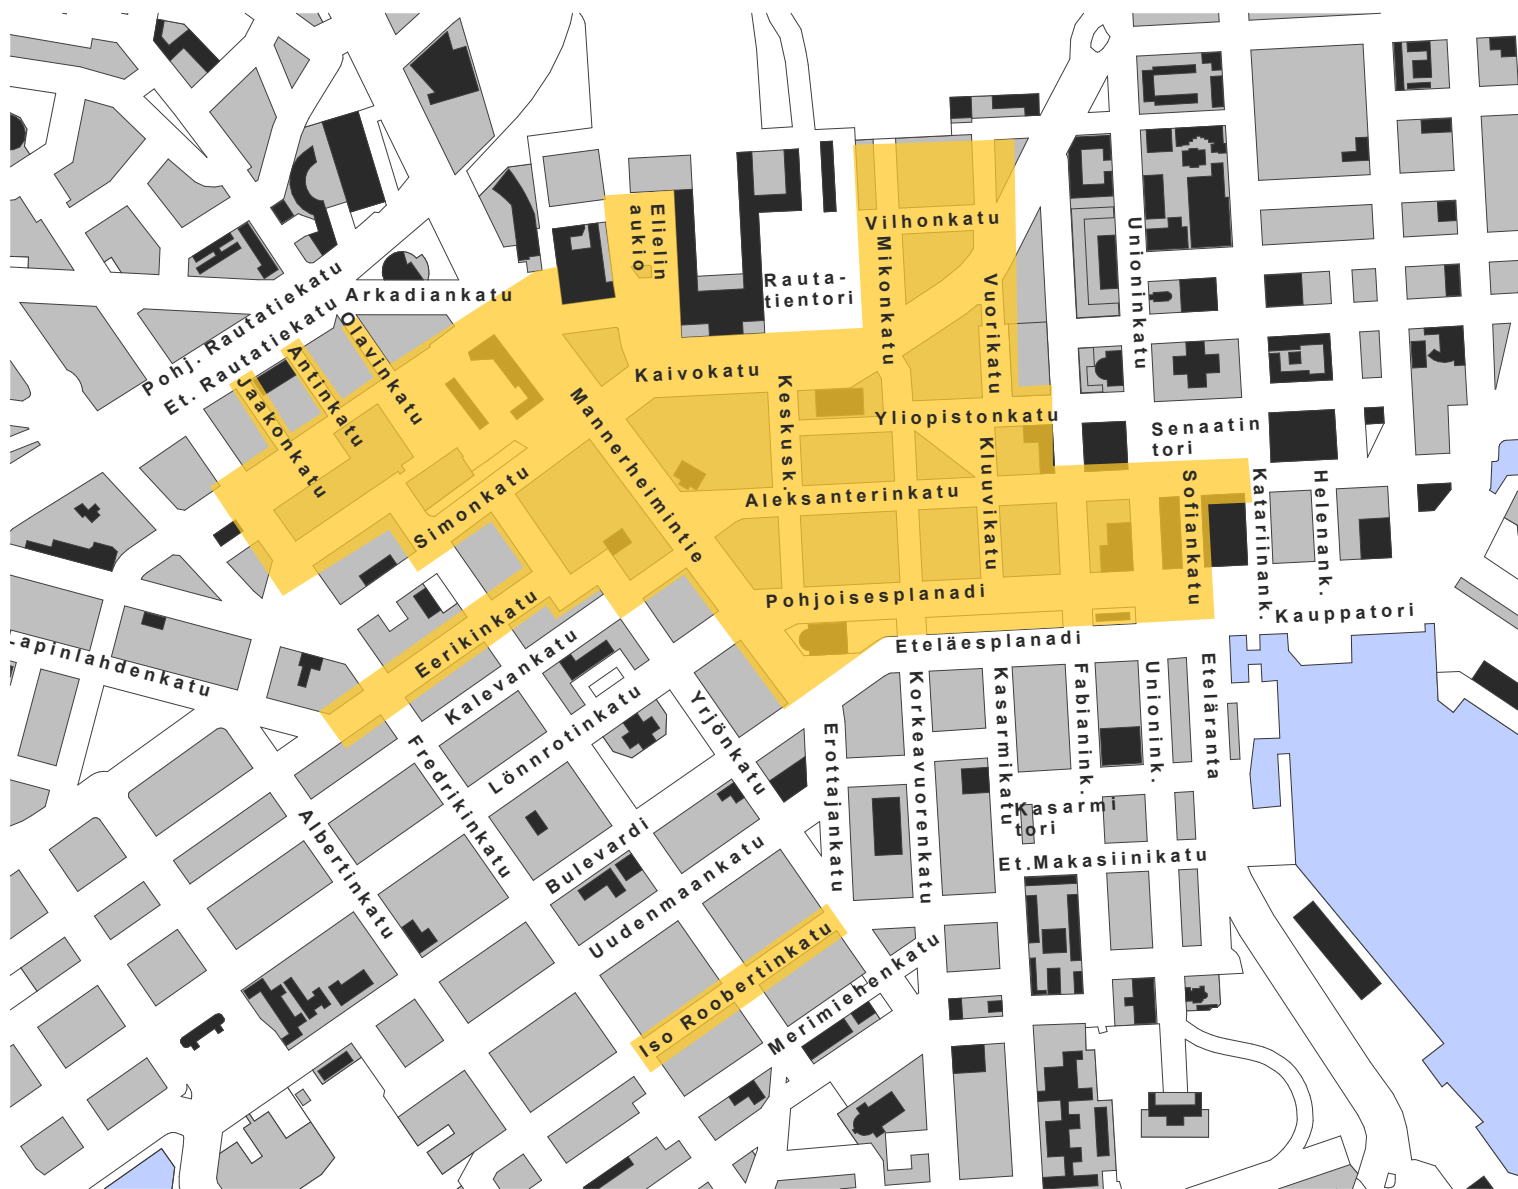 Vilhonkatu
Elielin
aukio
Mikonkatu
Unioninkatu
Pohj. Rautatiekatu
Et. Rautatiekatu
Arkadiankatu
Rauta-
tientori
Vuorikatu
Olavinkatu
Antinkatu
Jaakonkatu
Kaivokatu
Keskusk.
Mannerheimintie
Yliopistonkatu
Senaatin
tori
Kluuvikatu
Simonkatu
Aleksanterinkatu
Sofiankatu
Katariinank.
Helenank.
Pohjoisesplanadi
Kauppatori
Lapinlahdenkatu
Eerikinkatu
Kalevankatu
Eteläesplanadi
Lönnrotinkatu
Yrjönkatu
Erottajankatu
Korkeavuorenkatu
Kasarmikatu
Fabianink.
Unionink.
Eteläranta
Fredrikinkatu
Albertinkatu
Bulevardi
Kasarmi
tori
Uudenmaankatu
Et.Makasiinikatu
Iso Roobertinkatu
Merimiehenkatu